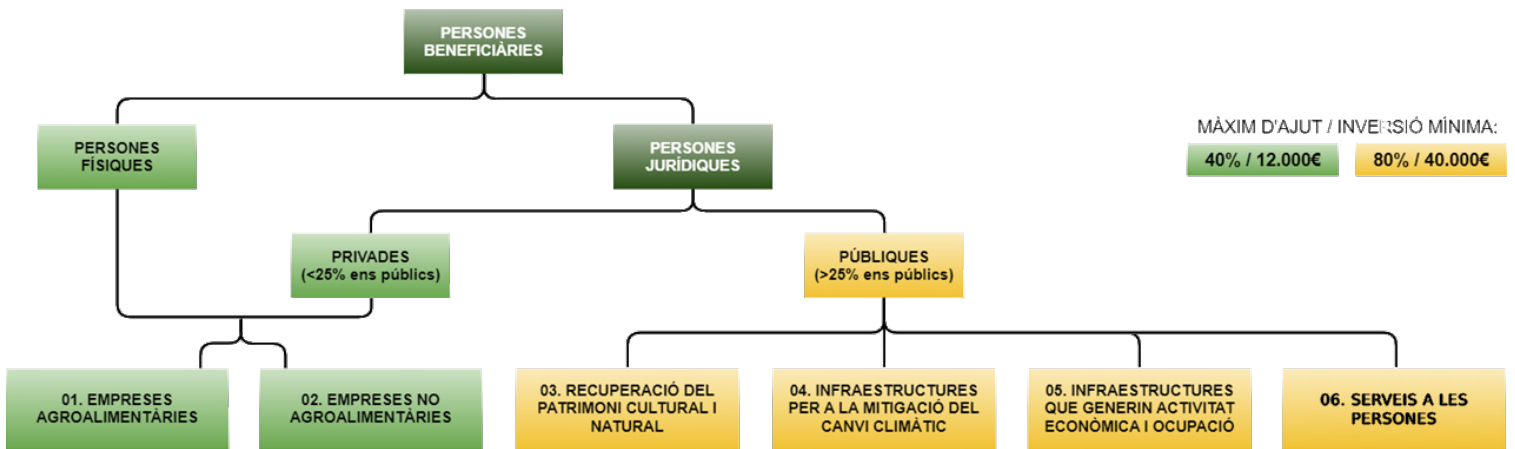 PERSONES
BENEFICIÀRIES
PERSONES
FÍSIQUES
PERSONES
JURÍDIQUES
MÀXIM D'AJUT / INVERSIÓ MÌNIMA:
40% / 12.000€
80% / 40.000€
PRIVADES
(<25% ens públics)
PÚBLIQUES
(>25% ens públics)
01. EMPRESES
AGROALIMENTÀRIES
02. EMPRESES NO
AGROALIMENTÀRIES
03. RECUPERACIÓ DEL
PATRIMONI CULTURAL I
NATURAL
04. INFRAESTRUCTURES
PER A LA MITIGACIÓ DEL
CANVI CLIMÀTIC
05. INFRAESTRUCTURES
QUE GENERIN ACTIVITAT
ECONÒMICA I OCUPACIÓ
06. SERVEIS A LES
PERSONES